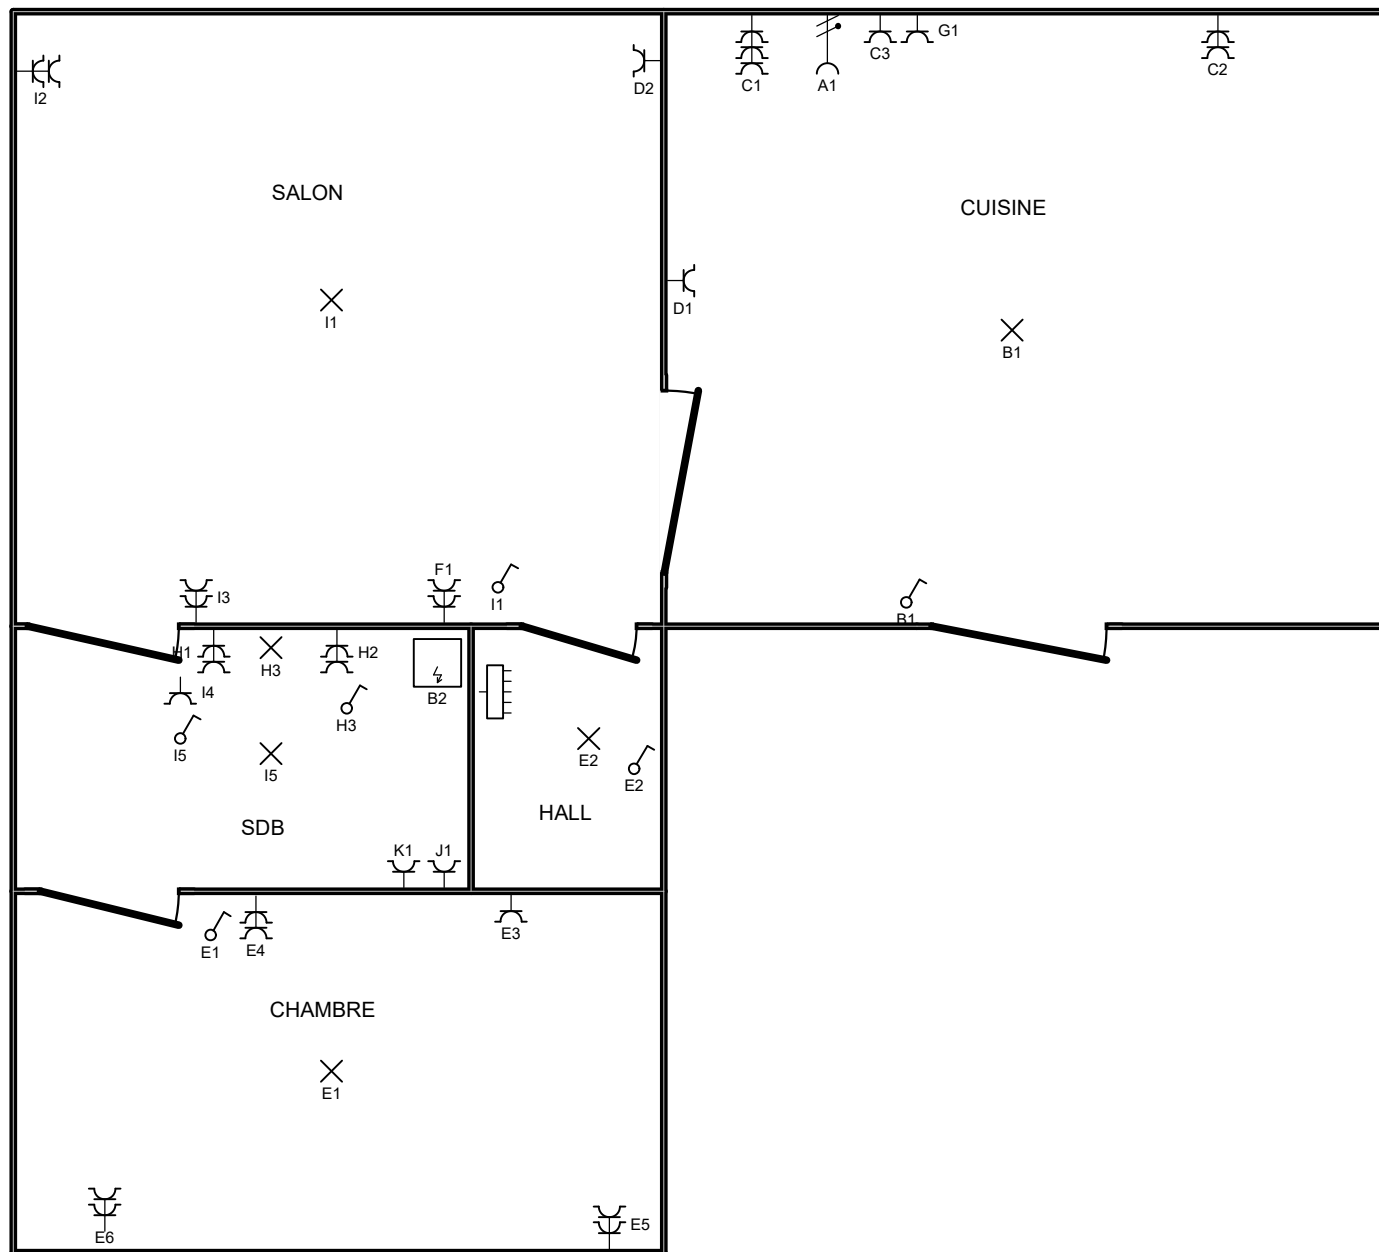 G1
C3
C1
A1
C2
I2
D2
SALON
CUISINE
D1
I1
B1
F1
I3
I1
B1
H1
H3
H2
I4
B2
H3
I5
I5
E2
E2
HALL
SDB
K1
J1
E1
E4
E3
CHAMBRE
E1
E6
E5